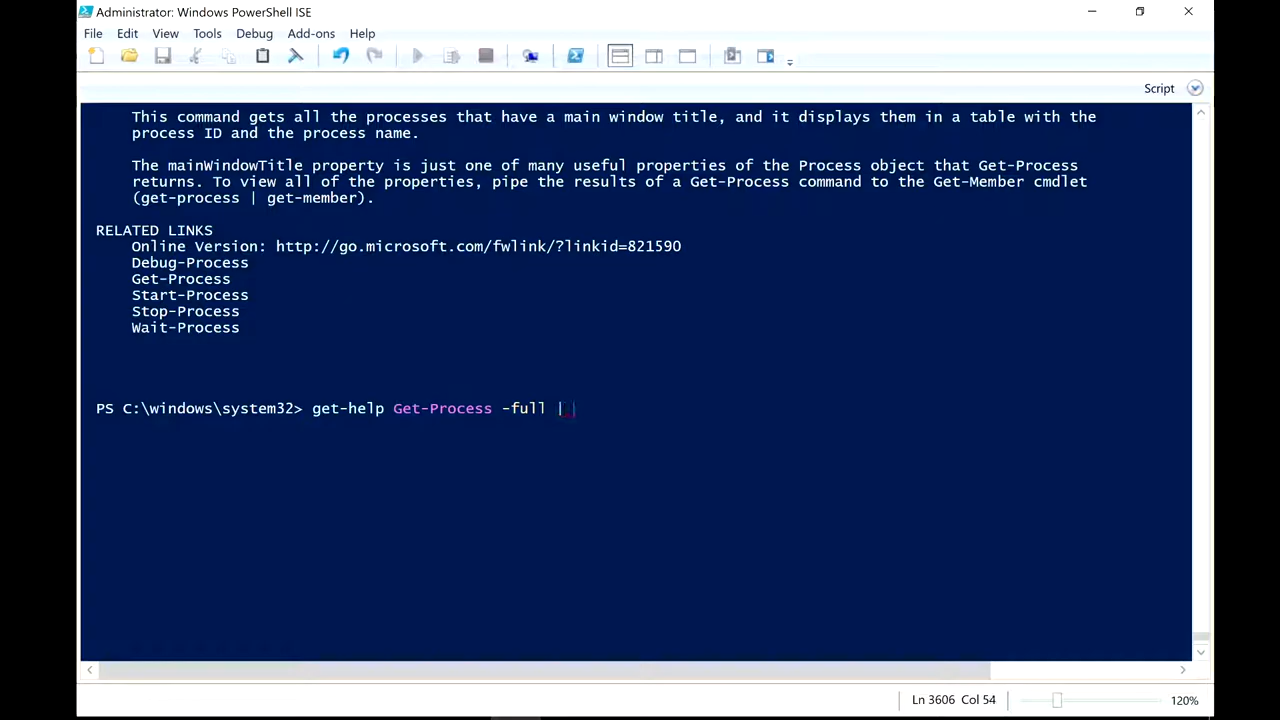 Administrator: Windows PowerShell ISE
File Edit View Tools Debug Add-ons Help
Script
This command gets all the processes that have a main window title, and it displays them in a table with the
process ID and the process name.
The mainWindowTitle property is just one of many useful properties of the Process object that Get-Process
returns. To view all of the properties, pipe the results of a Get-Process command to the Get-Member cmdlet
(get-process | get-member).
RELATED LINKS
Online Version: http://go.microsoft.com/fwlink/?linkid=821590
Debug-Process
Get-Process
Start-Process
Stop-Process
Wait-Process
PS C:\windows\system32> get-help Get-Process -full |
Ln 3606 Col 54
120%